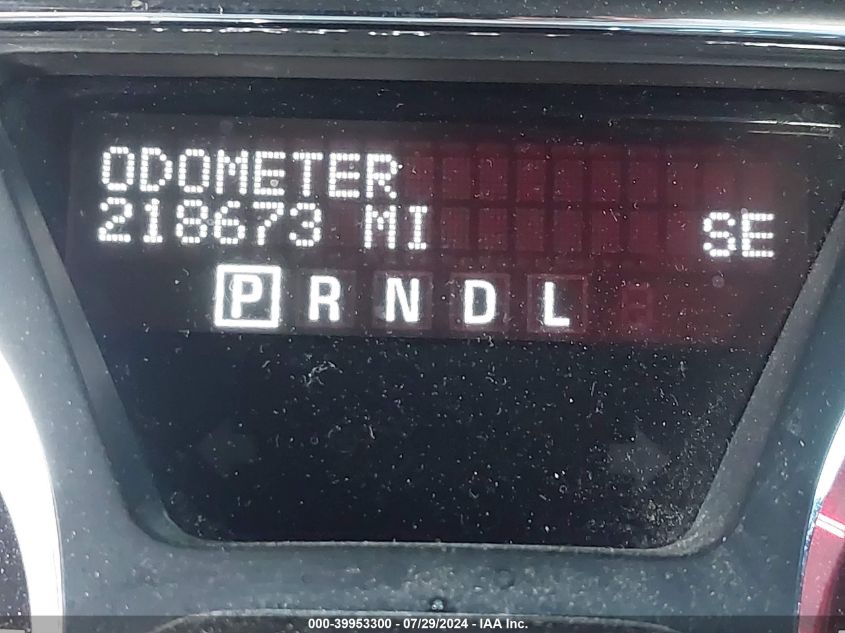 ODOMETER
218673 MI SE
P R N D L
000-39953300 / 07/29/2024 - IAA Inc.